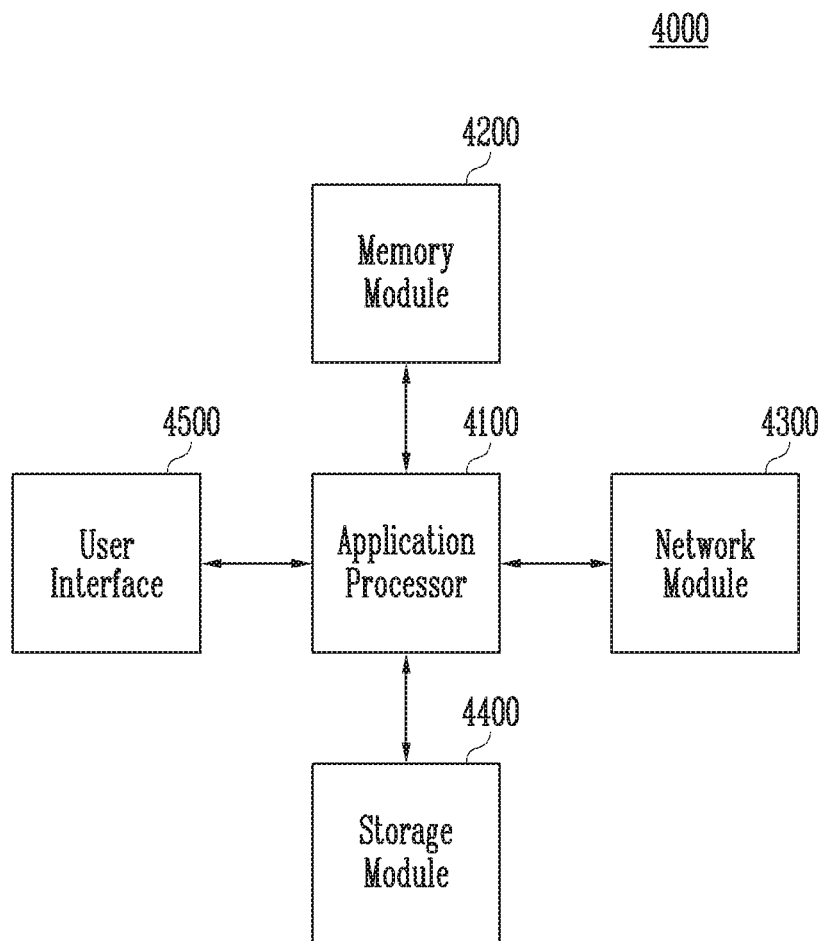 4000
4200
Memory
Module
4500
4100
4300
User
Interface
Application
Processor
Network
Module
4400
Storage
Module